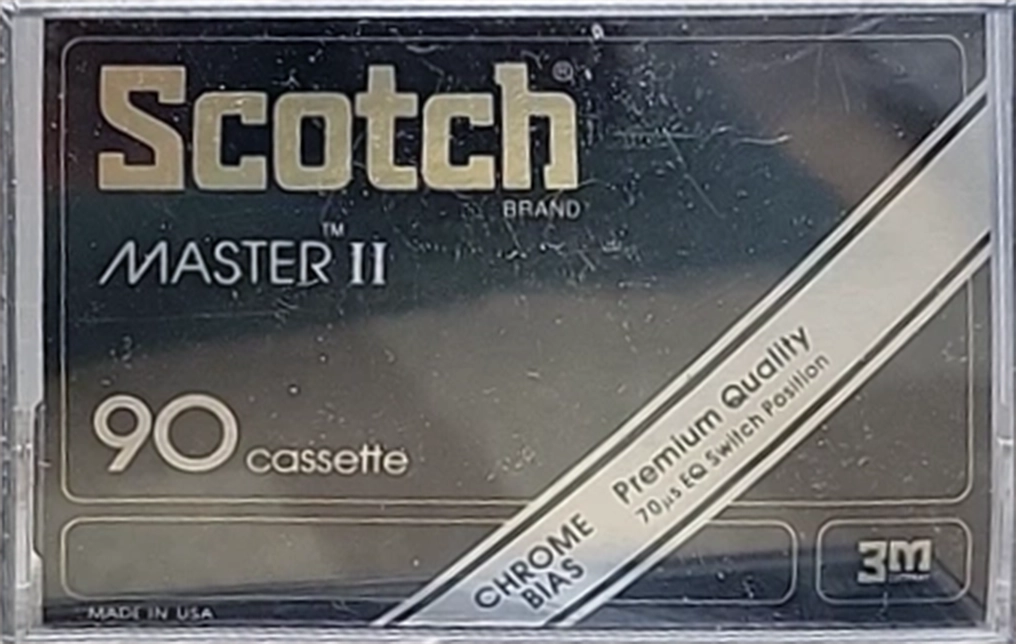 Scotch®
BRAND
MASTER™ II
90 cassette
Premium Quality
70µs EQ Switch Position
CHROME
BIAS
3M
MADE IN USA